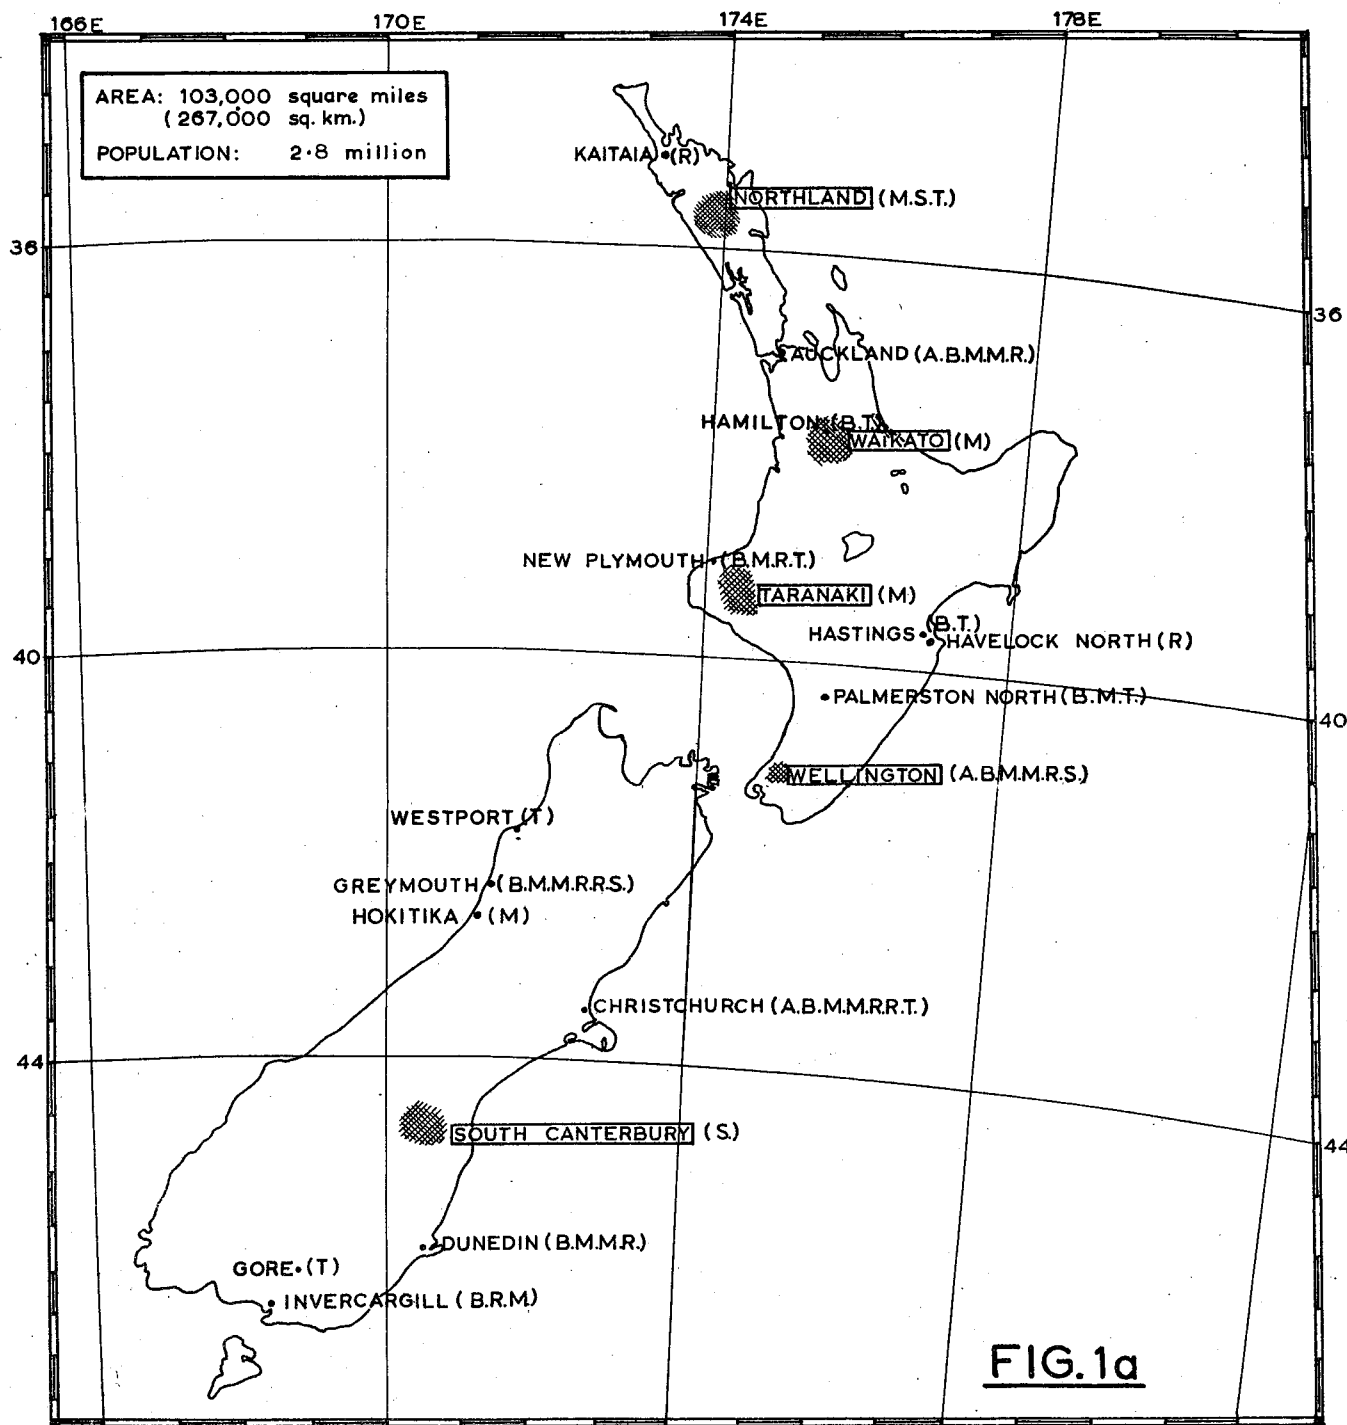 166E 170E 174E 178E
AREA: 103,000 square miles
(267,000 sq. km.)
POPULATION: 2·8 million
KAITAIA (R)
NORTHLAND (M.S.T.)
36
36
AUCKLAND (A.B.M.M.R.)
HAMILTON (B.T.)
WAIKATO (M)
NEW PLYMOUTH (B.M.R.T.)
TARANAKI (M)
(B.T.)
HASTINGS
HAVELOCK NORTH (R)
40
PALMERSTON NORTH (B.M.T.)
40
WELLINGTON (A.B.M.M.R.S.)
WESTPORT (T)
GREYMOUTH (B.M.M.R.R.S.)
HOKITIKA (M)
CHRISTCHURCH (A.B.M.M.R.R.T.)
44
SOUTH CANTERBURY (S.)
44
DUNEDIN (B.M.M.R.)
GORE (T)
INVERCARGILL (B.R.M.)
FIG. 1a